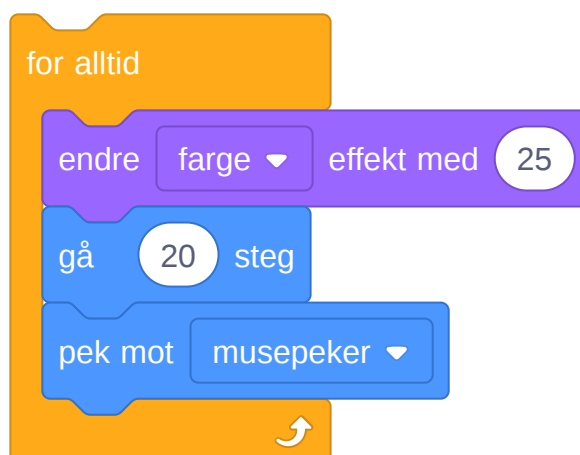 for alltid
endre farge effekt med 25
gå 20 steg
pek mot musepeker